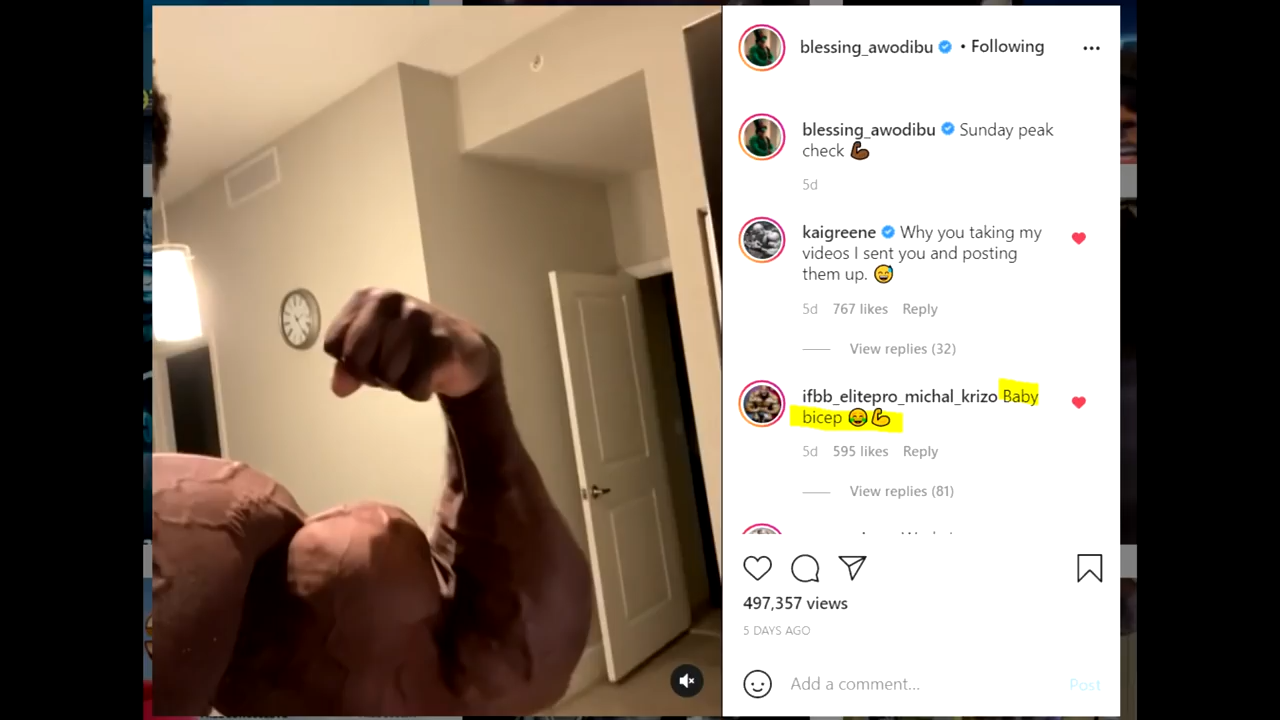 blessing_awodibu • Following
blessing_awodibu Sunday peak
check 💪🏾
5d
kaigreene Why you taking my
videos I sent you and posting
them up. 😅
5d 767 likes Reply
View replies (32)
ifbb_elitepro_michal_krizo Baby
bicep 😂💪
5d 595 likes Reply
View replies (81)
497,357 views
5 DAYS AGO
Add a comment... Post